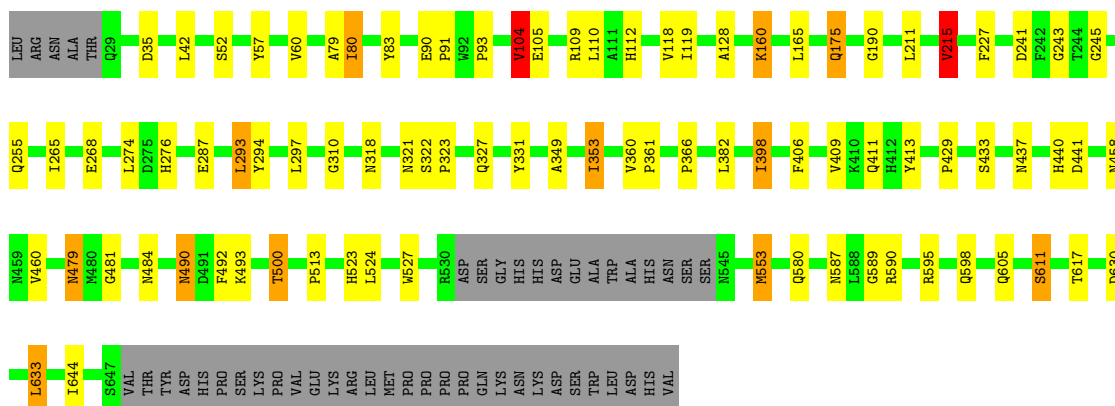 LEU ARG ASN ALA THR Q29 D35 L42 S52 Y57 V60 A79 I80 Y83 E90 P91 W92 P93 V104 E105 R109 L110 A111 H112 V118 I119 A128 K160 L165 Q175 G190 L211 V215 F227 D241 F242 G243 T244 G245
Q255 I265 E268 L274 D275 H276 E287 L293 Y294 L297 G310 N318 N321 S322 P323 Q327 Y331 A349 I353 V360 P361 P366 L382 I398 F406 V409 K410 Q411 H412 Y413 P429 S433 N437 H440 D441 N458
N459 V460 N479 M480 G481 N484 N490 D491 F492 K493 T500 P513 H523 L524 W527 R530 ASP SER GLY HIS HIS ASP GLU ALA TRP ALA HIS ASN SER SER N545 M553 Q580 N587 L588 G589 R590 R595 Q598 Q605 S611 T617
L633 I644 S647 VAL THR TYR ASP HIS PRO SER LYS PRO VAL GLU LYS ARG LEU MET PRO PRO PRO PRO GLN LYS ASN LYS ASP SER TRP LEU ASP HIS VAL